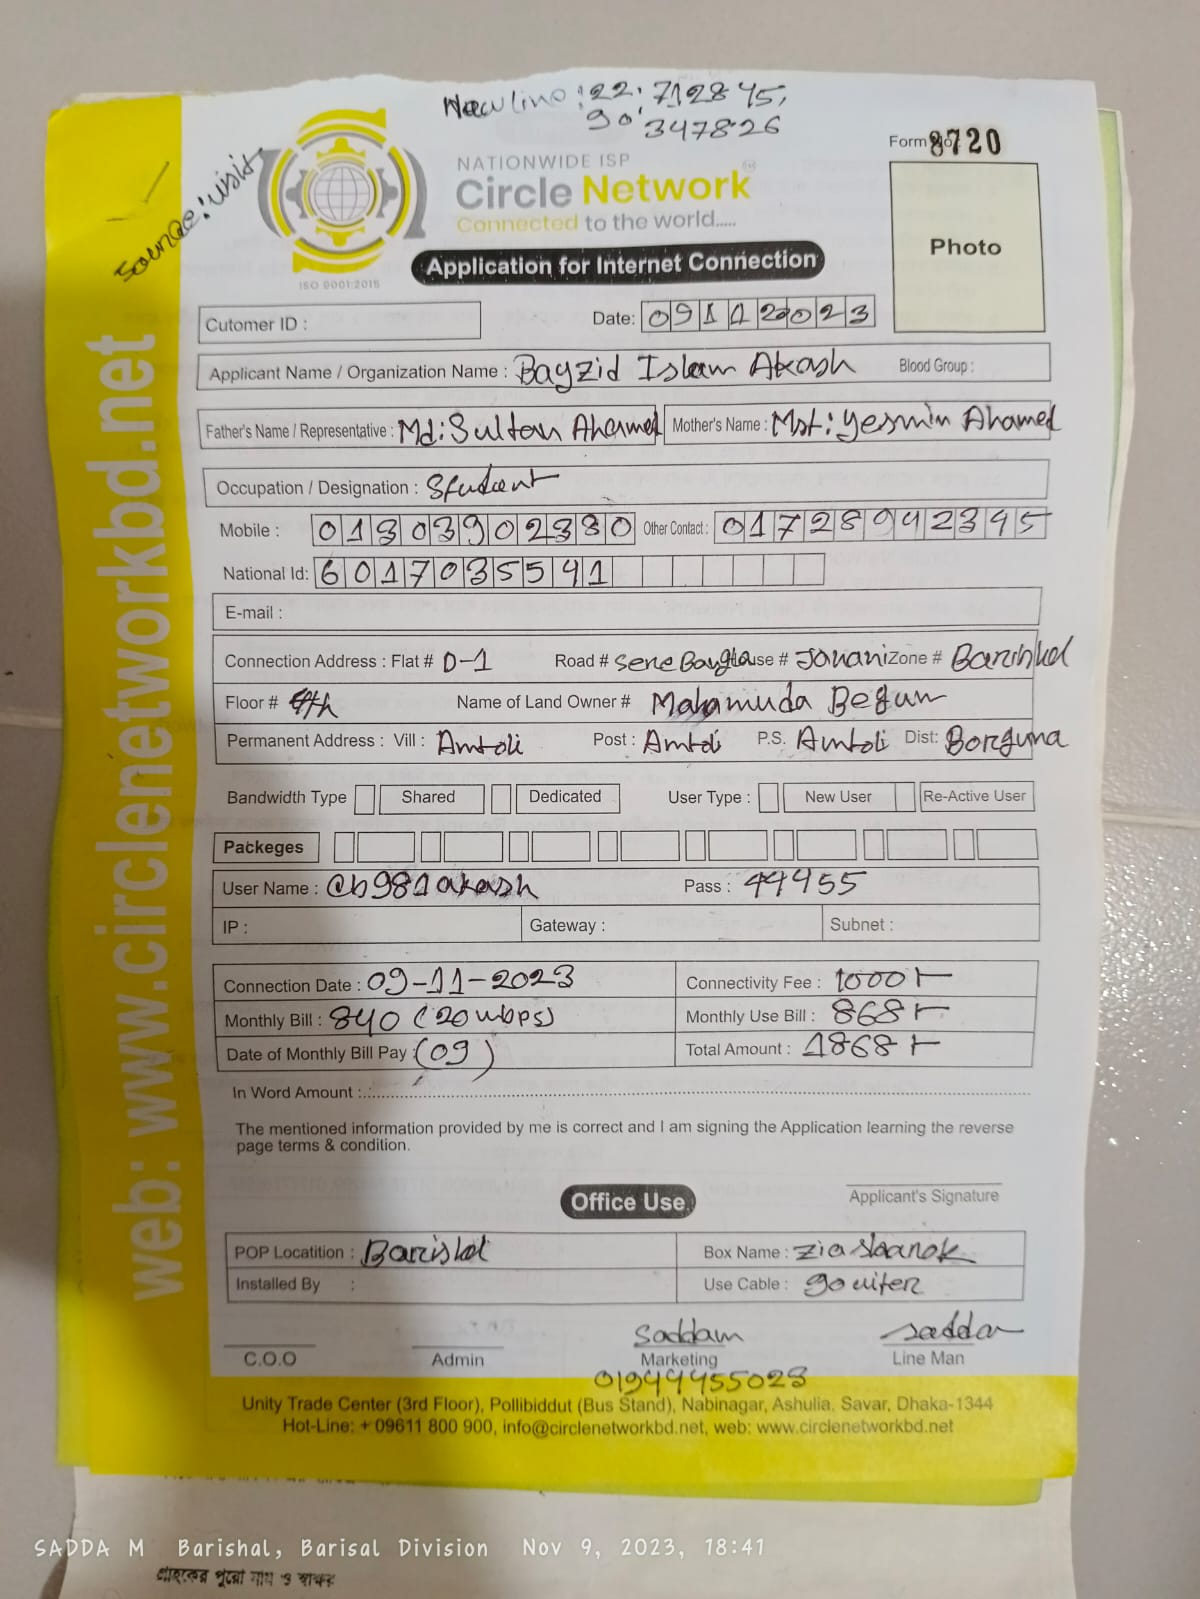 New line: 22.712845,
90.347826
source: visit
NATIONWIDE ISP
Circle Network
Connected to the world.....
ISO 9001:2015
Form No. 8720
Photo
Application for Internet Connection
Cutomer ID :
Date: 09112023
Applicant Name / Organization Name : Bayzid Islam Akash Blood Group :
Father's Name / Representative : Md: Sultan Ahamed Mother's Name : Mst: Yesmin Ahamed
Occupation / Designation : Student
Mobile : 01303902330 Other Contact : 01728942345
National Id: 6017035541
E-mail :
Connection Address : Flat # D-1 Road # House # Zone # Barishal
Floor # 4th Name of Land Owner # Mahamuda Begum
Permanent Address : Vill : Amtoli Post : Amtoli P.S. Amtoli Dist: Borguna
Bandwidth Type Shared Dedicated User Type : New User Re-Active User
Packeges
User Name : @b981akash Pass : 44455
IP : Gateway : Subnet :
Connection Date : 09-11-2023 Connectivity Fee : 1000/-
Monthly Bill : 840 (20 mbps) Monthly Use Bill : 868/-
Date of Monthly Bill Pay : (09) Total Amount : 1868/-
In Word Amount :
The mentioned information provided by me is correct and I am signing the Application learning the reverse
page terms & condition.
Applicant's Signature
Office Use
POP Locatition : Barishal Box Name :
Installed By : Use Cable :
saddam saddam
C.O.O Admin Marketing Line Man
01944455023
Unity Trade Center (3rd Floor), Pollibiddut (Bus Stand), Nabinagar, Ashulia, Savar, Dhaka-1344
Hot-Line: + 09611 800 900, info@circlenetworkbd.net, web: www.circlenetworkbd.net
web: www.circlenetworkbd.net
SADDA M Barishal, Barisal Division Nov 9, 2023, 18:41
গ্রাহকের পুরো নাম ও স্বাক্ষর